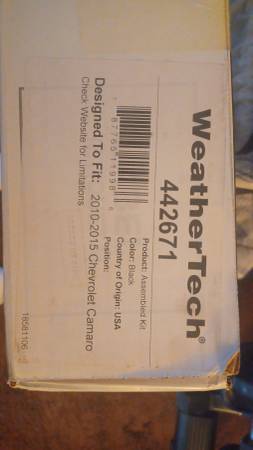 WeatherTech®
442671
Product: Assembled Kit
Color: Black
Country of Origin: USA
Position:
Designed To Fit: 2010-2015 Chevrolet Camaro
Check Website for Limitations
18581106